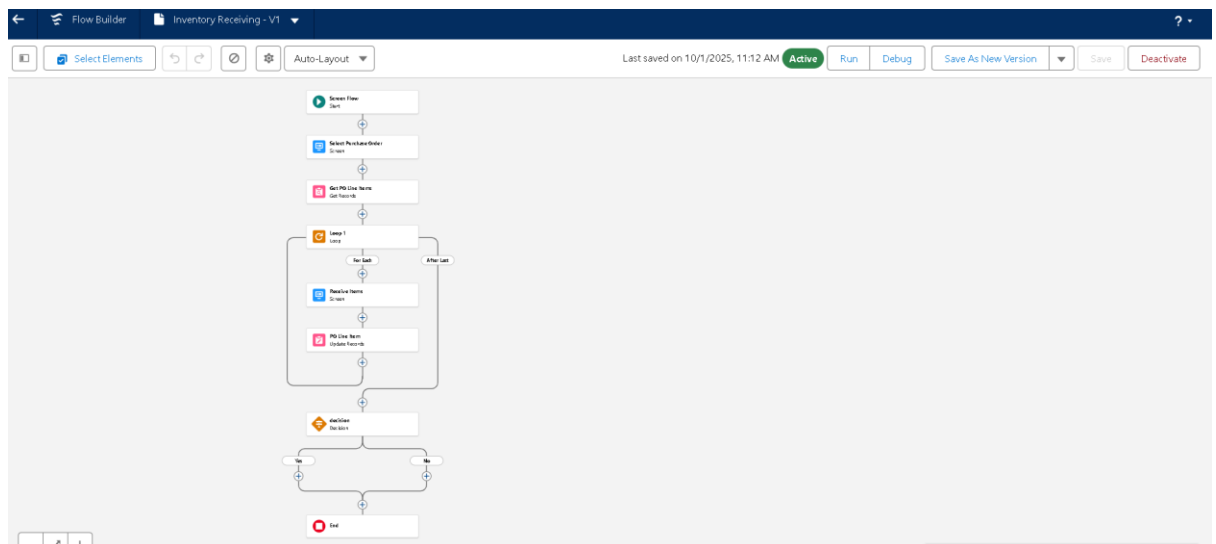 Flow Builder Inventory Receiving - V1 ?
Select Elements Auto-Layout Last saved on 10/1/2025, 11:12 AM Active Run Debug Save As New Version Save Deactivate
Screen Flow
Start
Select Purchase Order
Screen
Get PO Line Items
Get Records
Loop 1
Loop
For Each After Last
Receive Items
Screen
PO Line Item
Update Records
decision
Decision
Yes No
End